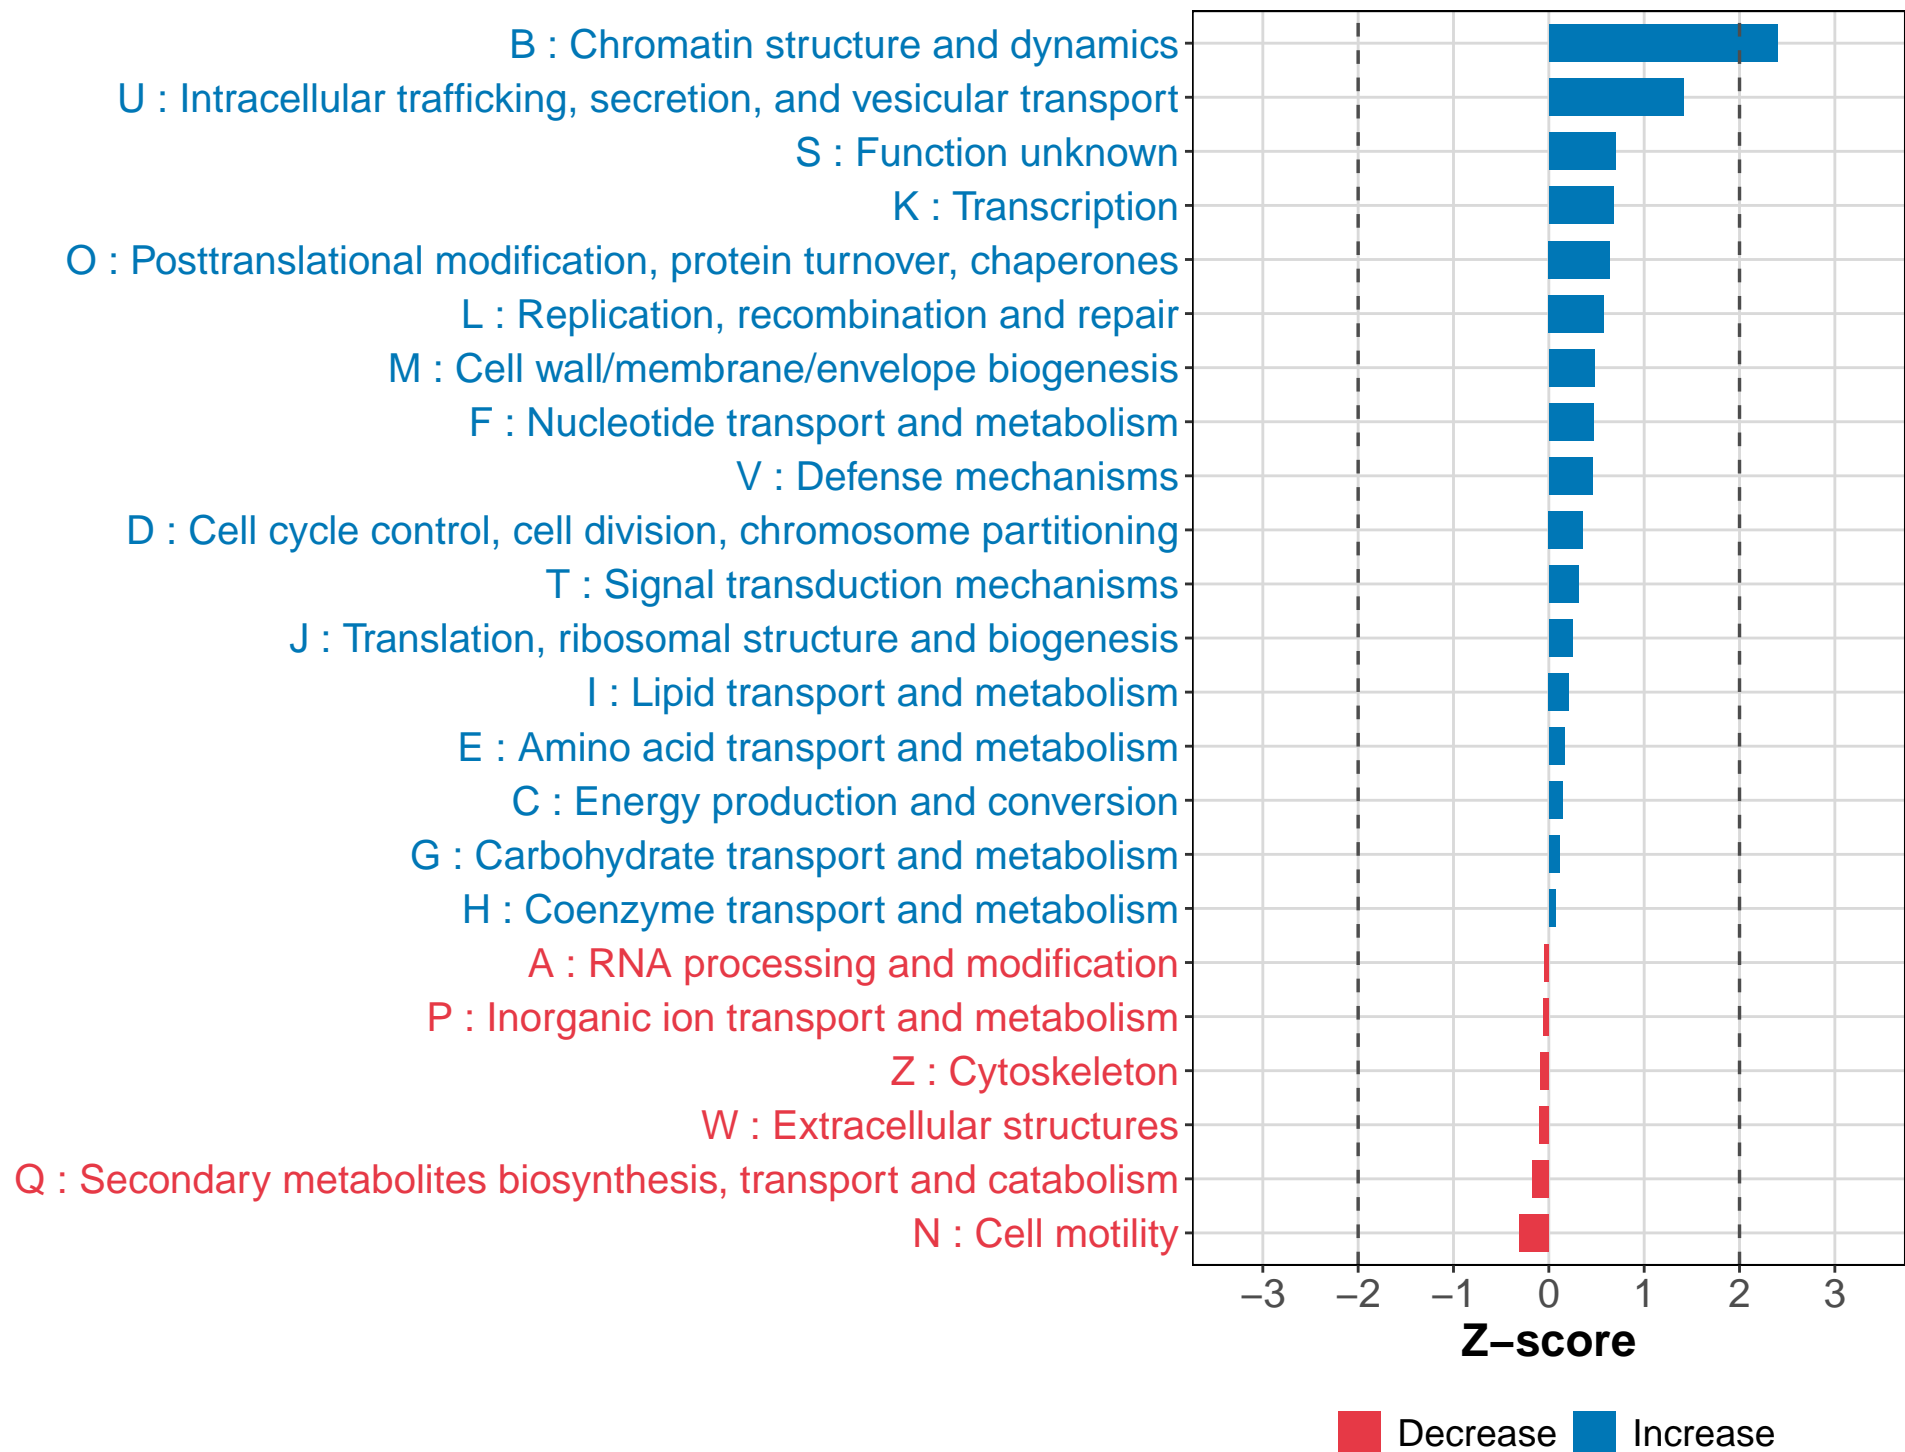 B : Chromatin structure and dynamics
U : Intracellular trafficking, secretion, and vesicular transport
S : Function unknown
K : Transcription
O : Posttranslational modification, protein turnover, chaperones
L : Replication, recombination and repair
M : Cell wall/membrane/envelope biogenesis
F : Nucleotide transport and metabolism
V : Defense mechanisms
D : Cell cycle control, cell division, chromosome partitioning
T : Signal transduction mechanisms
J : Translation, ribosomal structure and biogenesis
I : Lipid transport and metabolism
E : Amino acid transport and metabolism
C : Energy production and conversion
G : Carbohydrate transport and metabolism
H : Coenzyme transport and metabolism
A : RNA processing and modification
P : Inorganic ion transport and metabolism
Z : Cytoskeleton
W : Extracellular structures
Q : Secondary metabolites biosynthesis, transport and catabolism
N : Cell motility
−3 −2 −1 0 1 2 3
Z−score
Decrease Increase